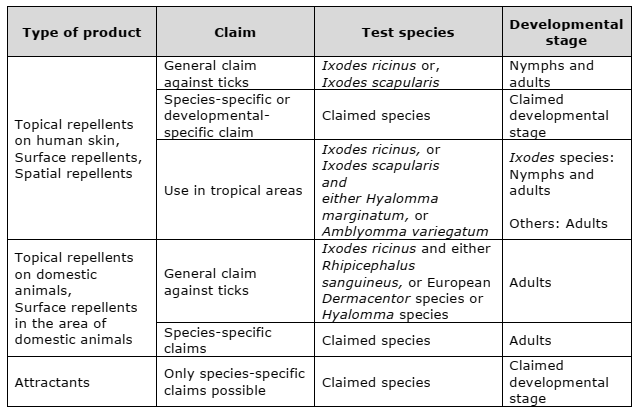 Type of product
Claim
Test species
Developmental
stage
Topical repellents
on human skin,
Surface repellents,
Spatial repellents
General claim
against ticks
Ixodes ricinus or,
Ixodes scapularis
Nymphs and
adults
Species-specific or
developmental-
specific claim
Claimed species
Claimed
developmental
stage
Use in tropical areas
Ixodes ricinus, or
Ixodes scapularis
and
either Hyalomma
marginatum, or
Amblyomma variegatum
Ixodes species:
Nymphs and
adults
Others: Adults
Topical repellents
on domestic
animals,
Surface repellents
in the area of
domestic animals
General claim
against ticks
Ixodes ricinus and either
Rhipicephalus
sanguineus, or European
Dermacentor species or
Hyalomma species
Adults
Species-specific
claims
Claimed species
Adults
Attractants
Only species-specific
claims possible
Claimed species
Claimed
developmental
stage